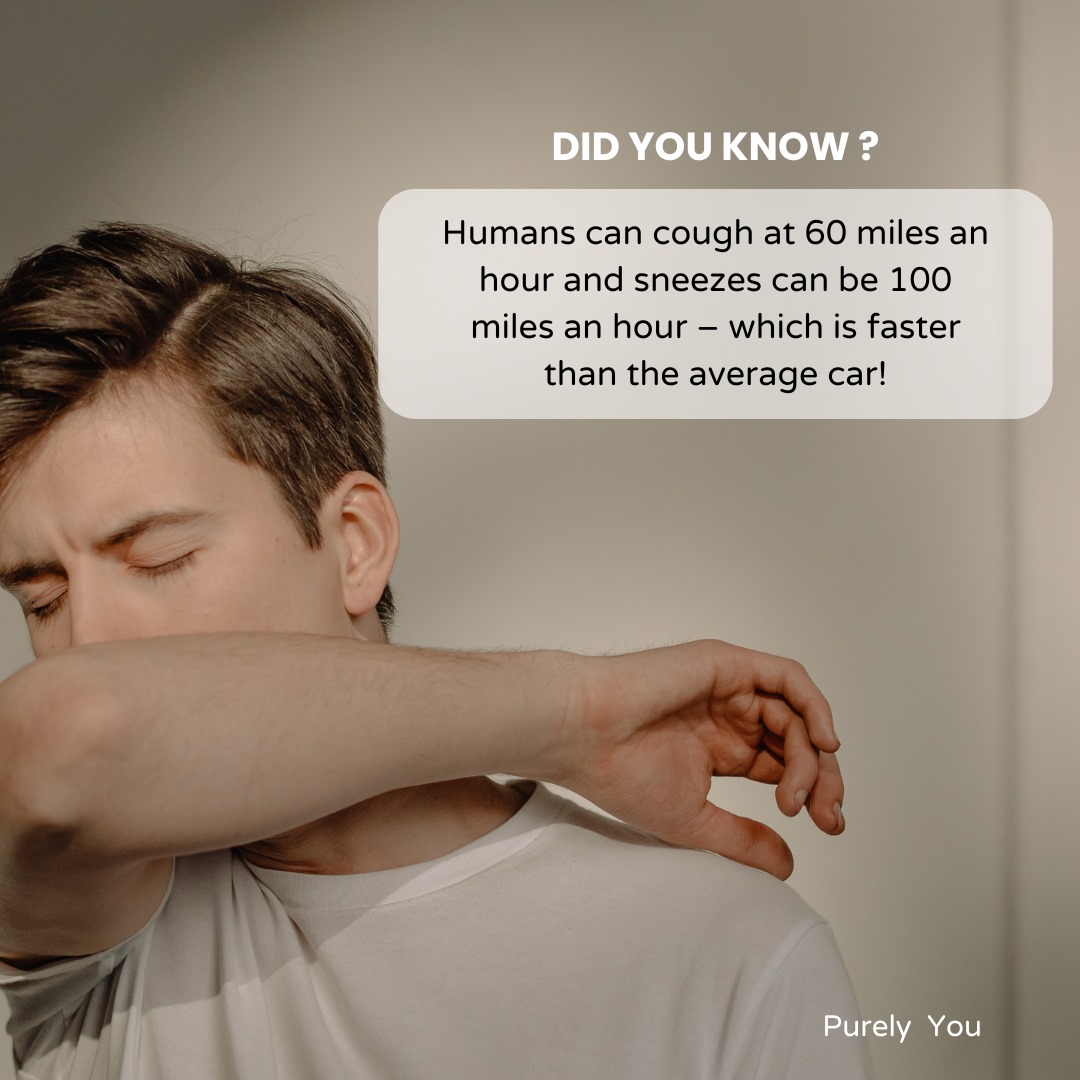 DID YOU KNOW ?
Humans can cough at 60 miles an
hour and sneezes can be 100
miles an hour – which is faster
than the average car!
Purely You